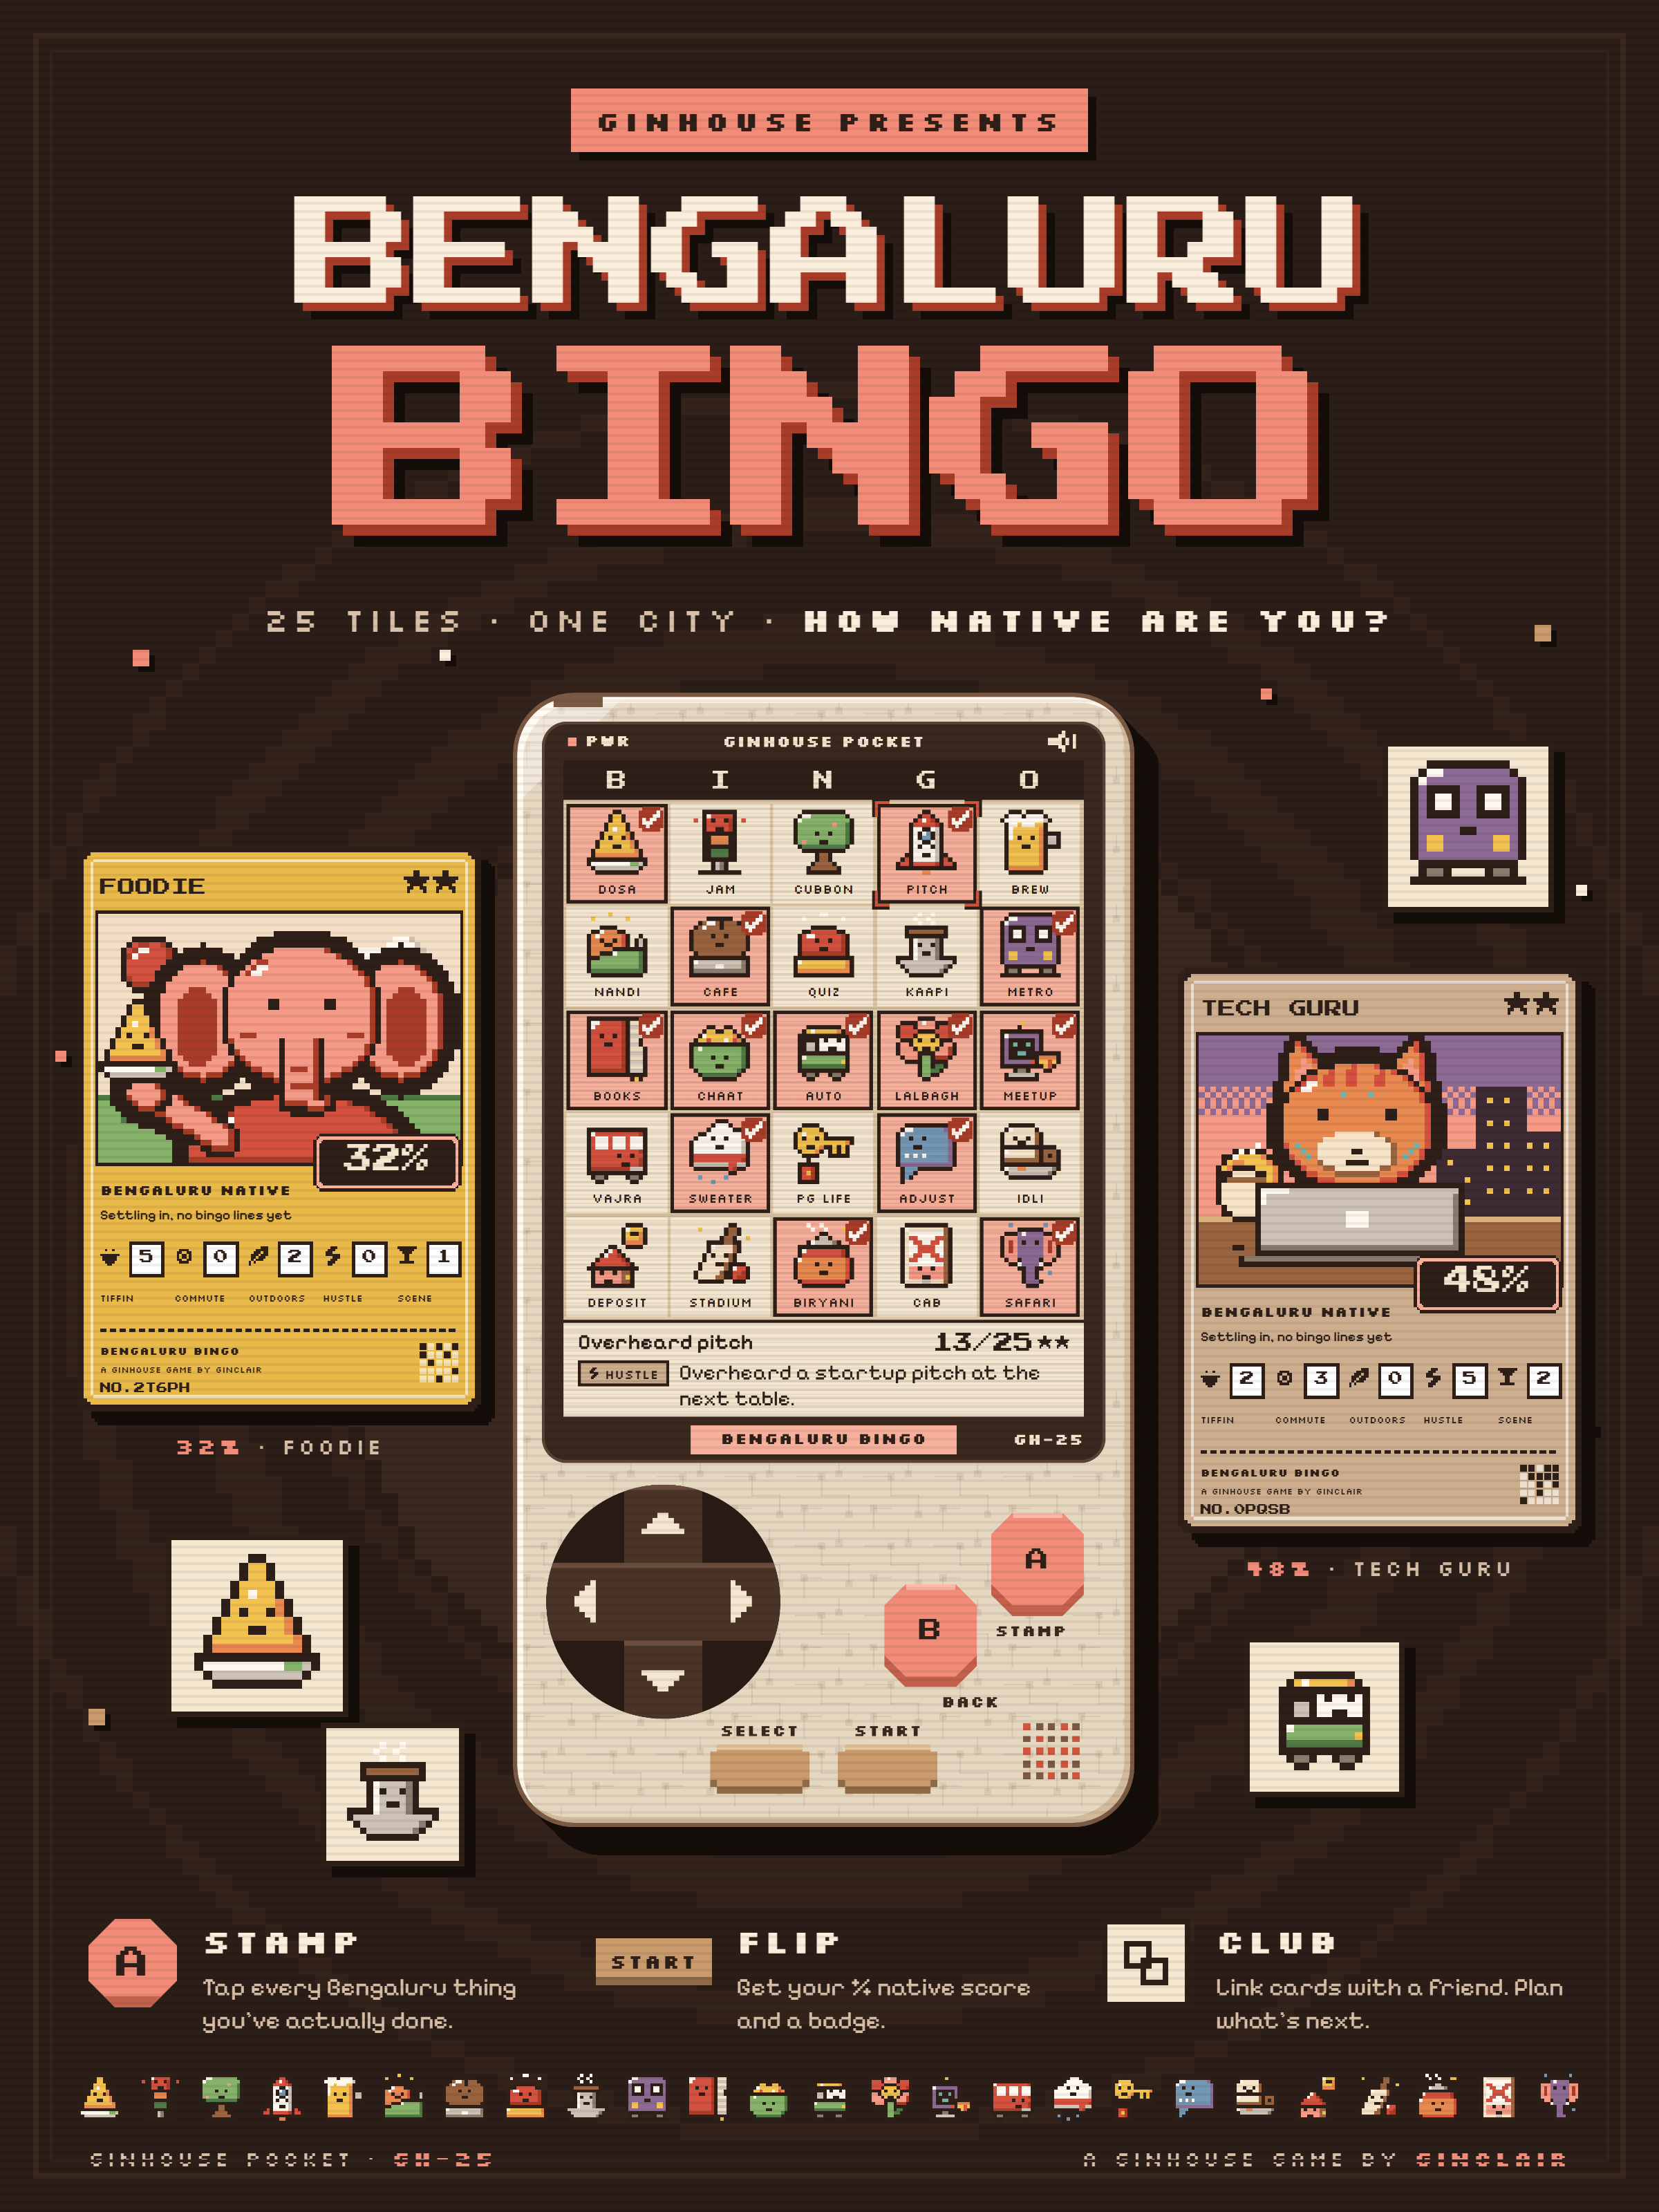 GINHOUSE PRESENTS
BENGALURU
BINGO
25 TILES · ONE CITY · HOW NATIVE ARE YOU?
PWR GINHOUSE POCKET
B I N G O
DOSA JAM CUBBON PITCH BREW
NANDI CAFE QUIZ KAAPI METRO
BOOKS CHAAT AUTO LALBAGH MEETUP
VAJRA SWEATER PG LIFE ADJUST IDLI
DEPOSIT STADIUM BIRYANI CAB SAFARI
Overheard pitch 13/25★★
HUSTLE Overheard a startup pitch at the
next table.
BENGALURU BINGO GH-25
FOODIE ★★
32%
BENGALURU NATIVE
Settling in, no bingo lines yet
5 0 2 0 1
TIFFIN COMMUTE OUTDOORS HUSTLE SCENE
BENGALURU BINGO
A GINHOUSE GAME BY GINCLAIR
NO.2T6PH
32% · FOODIE
TECH GURU ★★
48%
BENGALURU NATIVE
Settling in, no bingo lines yet
2 3 0 5 2
TIFFIN COMMUTE OUTDOORS HUSTLE SCENE
BENGALURU BINGO
A GINHOUSE GAME BY GINCLAIR
NO.0PQSB
48% · TECH GURU
A
B
STAMP
BACK
SELECT START
A STAMP
Tap every Bengaluru thing
you've actually done.
START FLIP
Get your % native score
and a badge.
CLUB
Link cards with a friend. Plan
what's next.
GINHOUSE POCKET · GH-25
A GINHOUSE GAME BY GINCLAIR